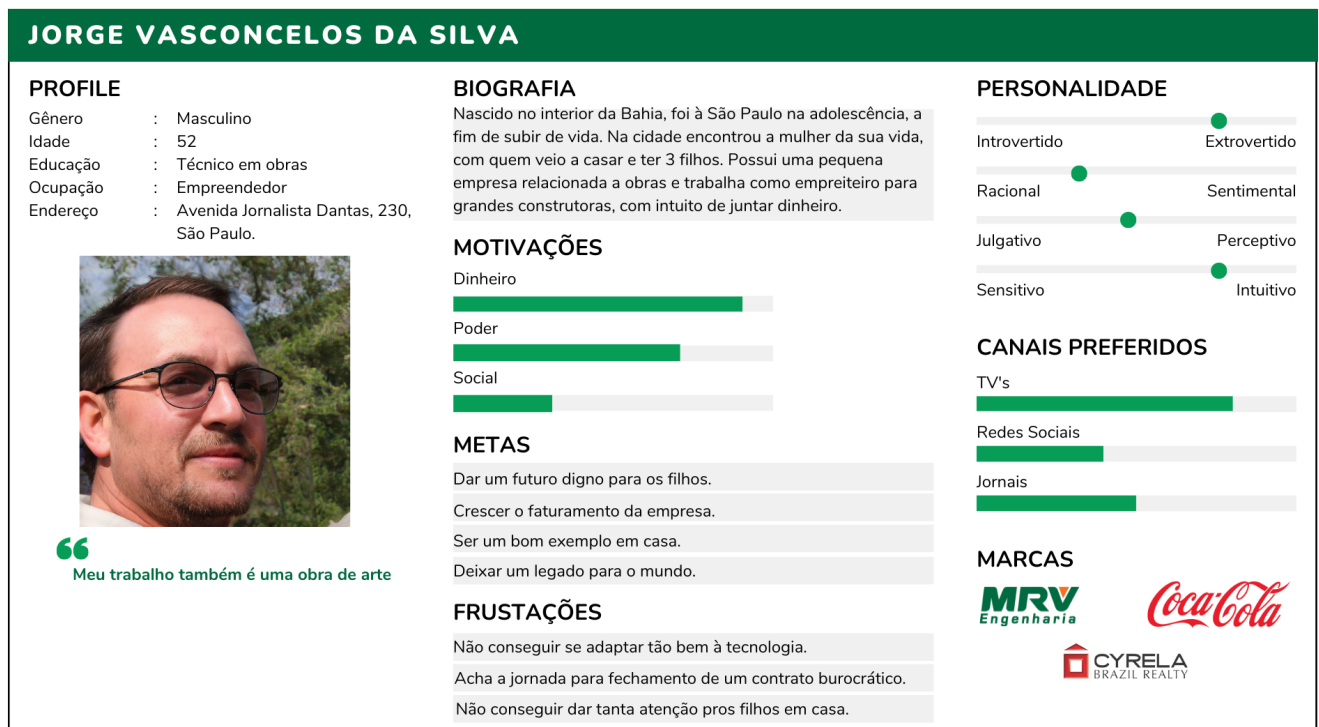 JORGE VASCONCELOS DA SILVA
PROFILE
Gênero : Masculino
Idade : 52
Educação : Técnico em obras
Ocupação : Empreendedor
Endereço : Avenida Jornalista Dantas, 230,
São Paulo.
Meu trabalho também é uma obra de arte
BIOGRAFIA
Nascido no interior da Bahia, foi à São Paulo na adolescência, a
fim de subir de vida. Na cidade encontrou a mulher da sua vida,
com quem veio a casar e ter 3 filhos. Possui uma pequena
empresa relacionada a obras e trabalha como empreiteiro para
grandes construtoras, com intuito de juntar dinheiro.
MOTIVAÇÕES
Dinheiro
Poder
Social
METAS
Dar um futuro digno para os filhos.
Crescer o faturamento da empresa.
Ser um bom exemplo em casa.
Deixar um legado para o mundo.
FRUSTAÇÕES
Não conseguir se adaptar tão bem à tecnologia.
Acha a jornada para fechamento de um contrato burocrático.
Não conseguir dar tanta atenção pros filhos em casa.
PERSONALIDADE
Introvertido Extrovertido
Racional Sentimental
Julgativo Perceptivo
Sensitivo Intuitivo
CANAIS PREFERIDOS
TV's
Redes Sociais
Jornais
MARCAS
MRV
Engenharia
Coca-Cola
CYRELA
BRAZIL REALTY